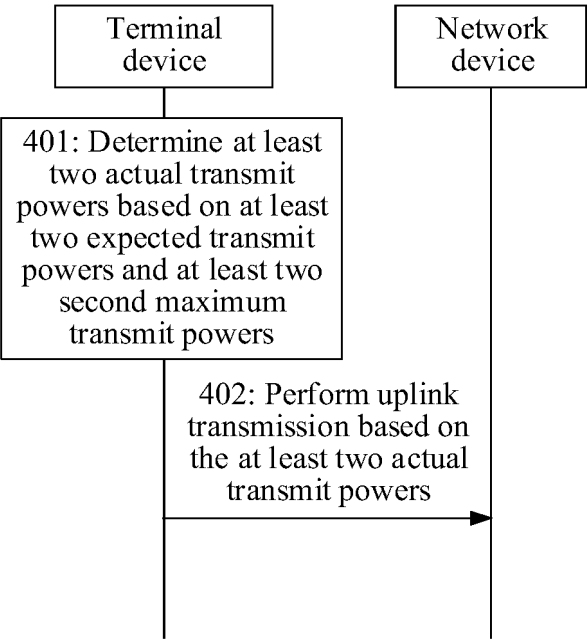 Terminal
device
Network
device
401: Determine at least
two actual transmit
powers based on at least
two expected transmit
powers and at least two
second maximum
transmit powers
402: Perform uplink
transmission based on
the at least two actual
transmit powers